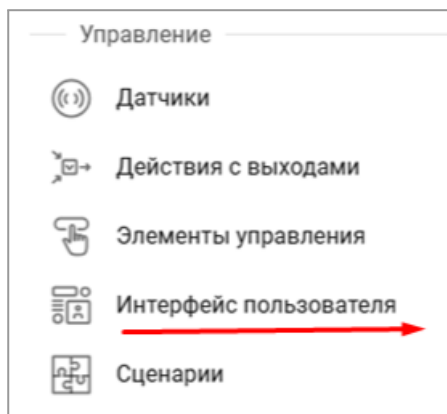 Управление
Датчики
Действия с выходами
Элементы управления
Интерфейс пользователя
Сценарии